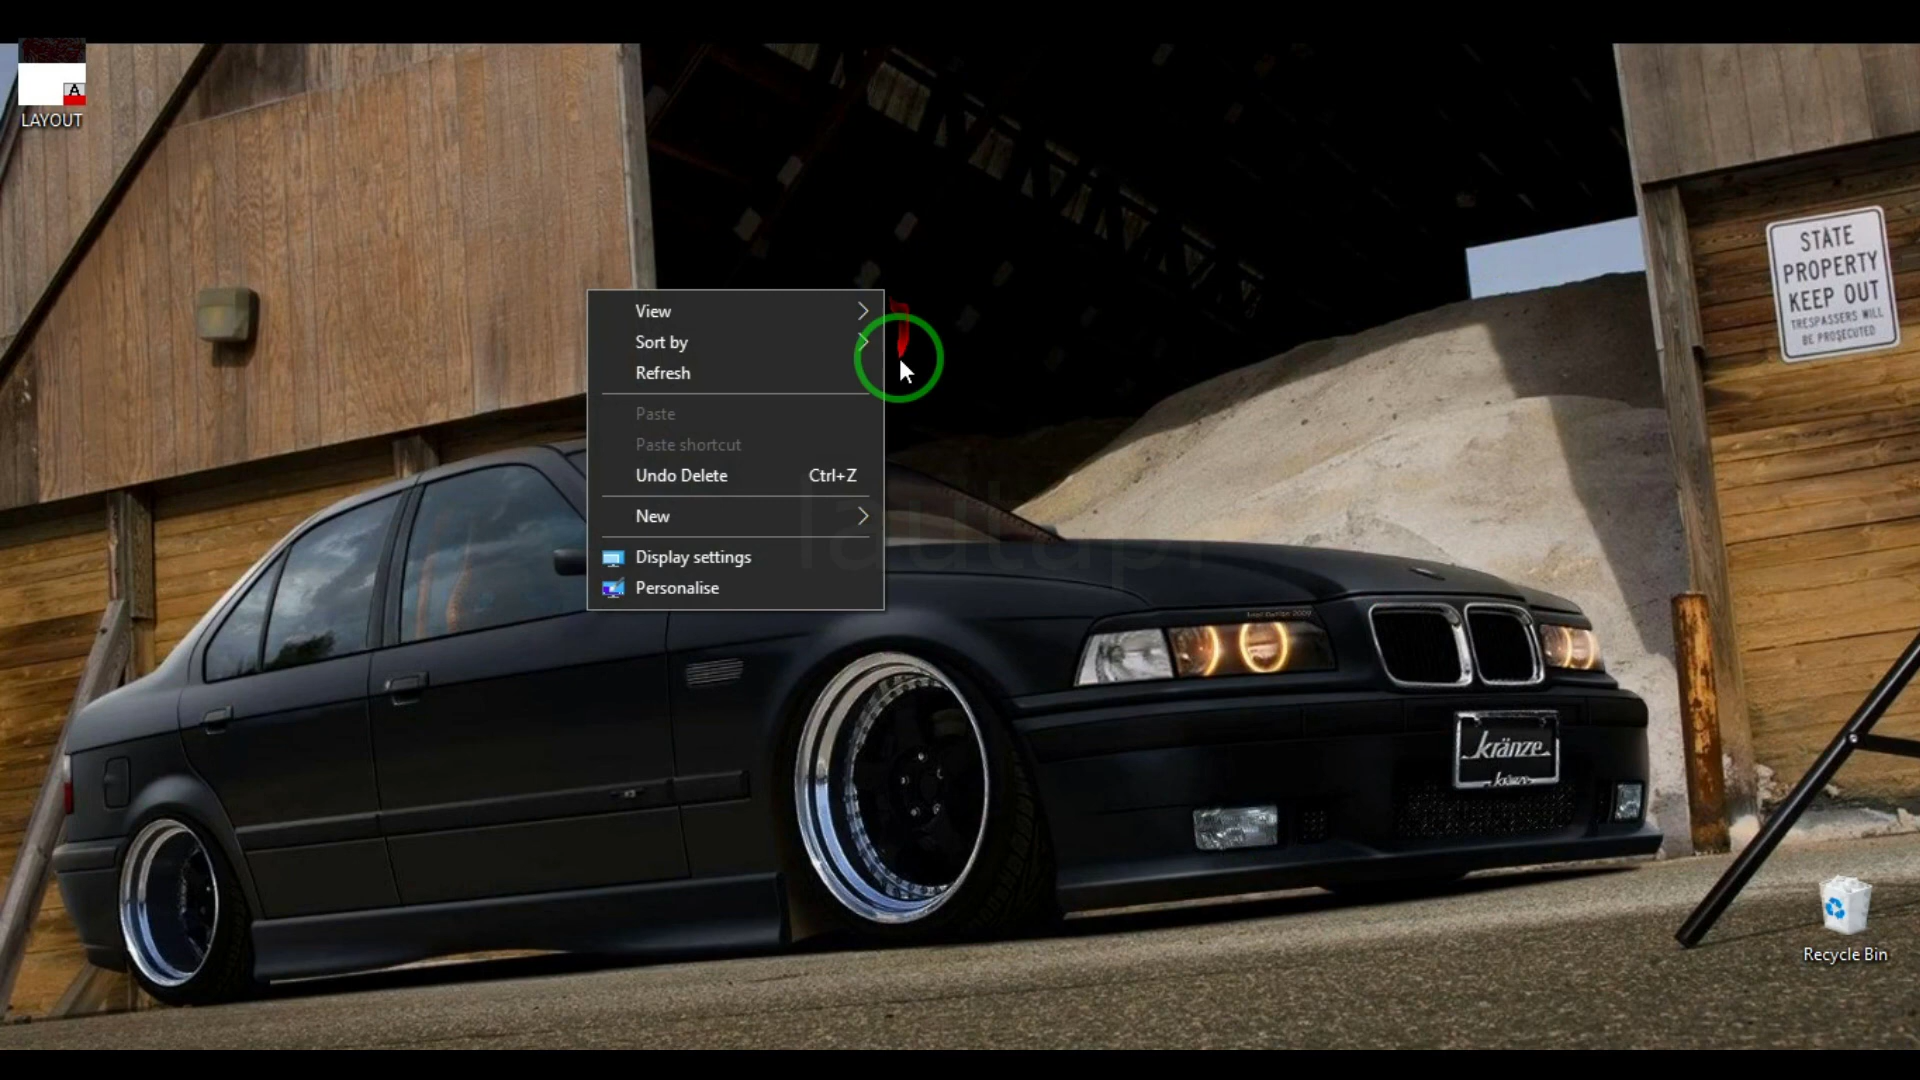 LAYOUT
View
Sort by
Refresh
Paste
Paste shortcut
Undo Delete Ctrl+Z
New
Display settings
Personalise
STATE
PROPERTY
KEEP OUT
TRESPASSERS WILL
BE PROSECUTED
kränze
Recycle Bin